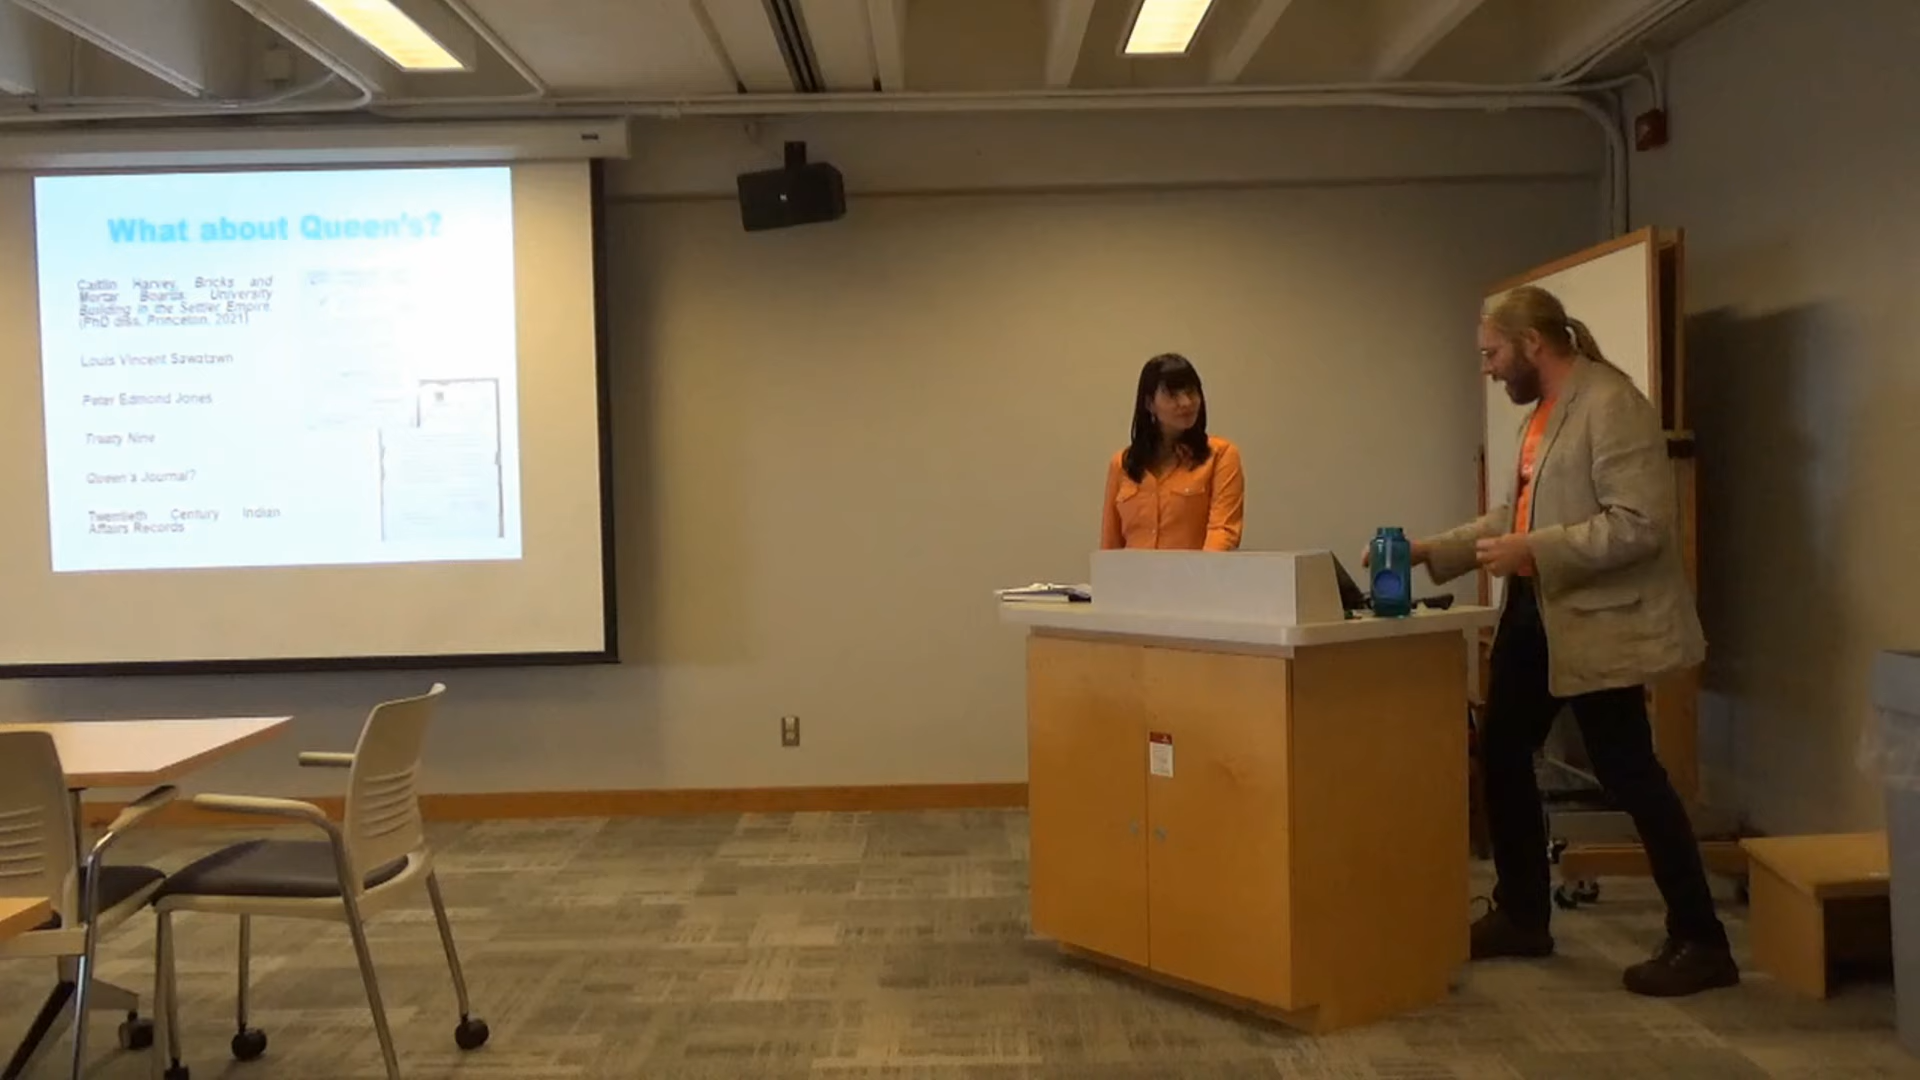 What about Queen's?
Caitlin Harvey, Bricks and
Mortar Boards: University
Building in the Settler Empire,
(PhD diss, Princeton, 2021)
Louis Vincent Sawatawn
Peter Edmond Jones
Treaty Nine
Queen's Journal?
Twentieth Century Indian
Affairs Records